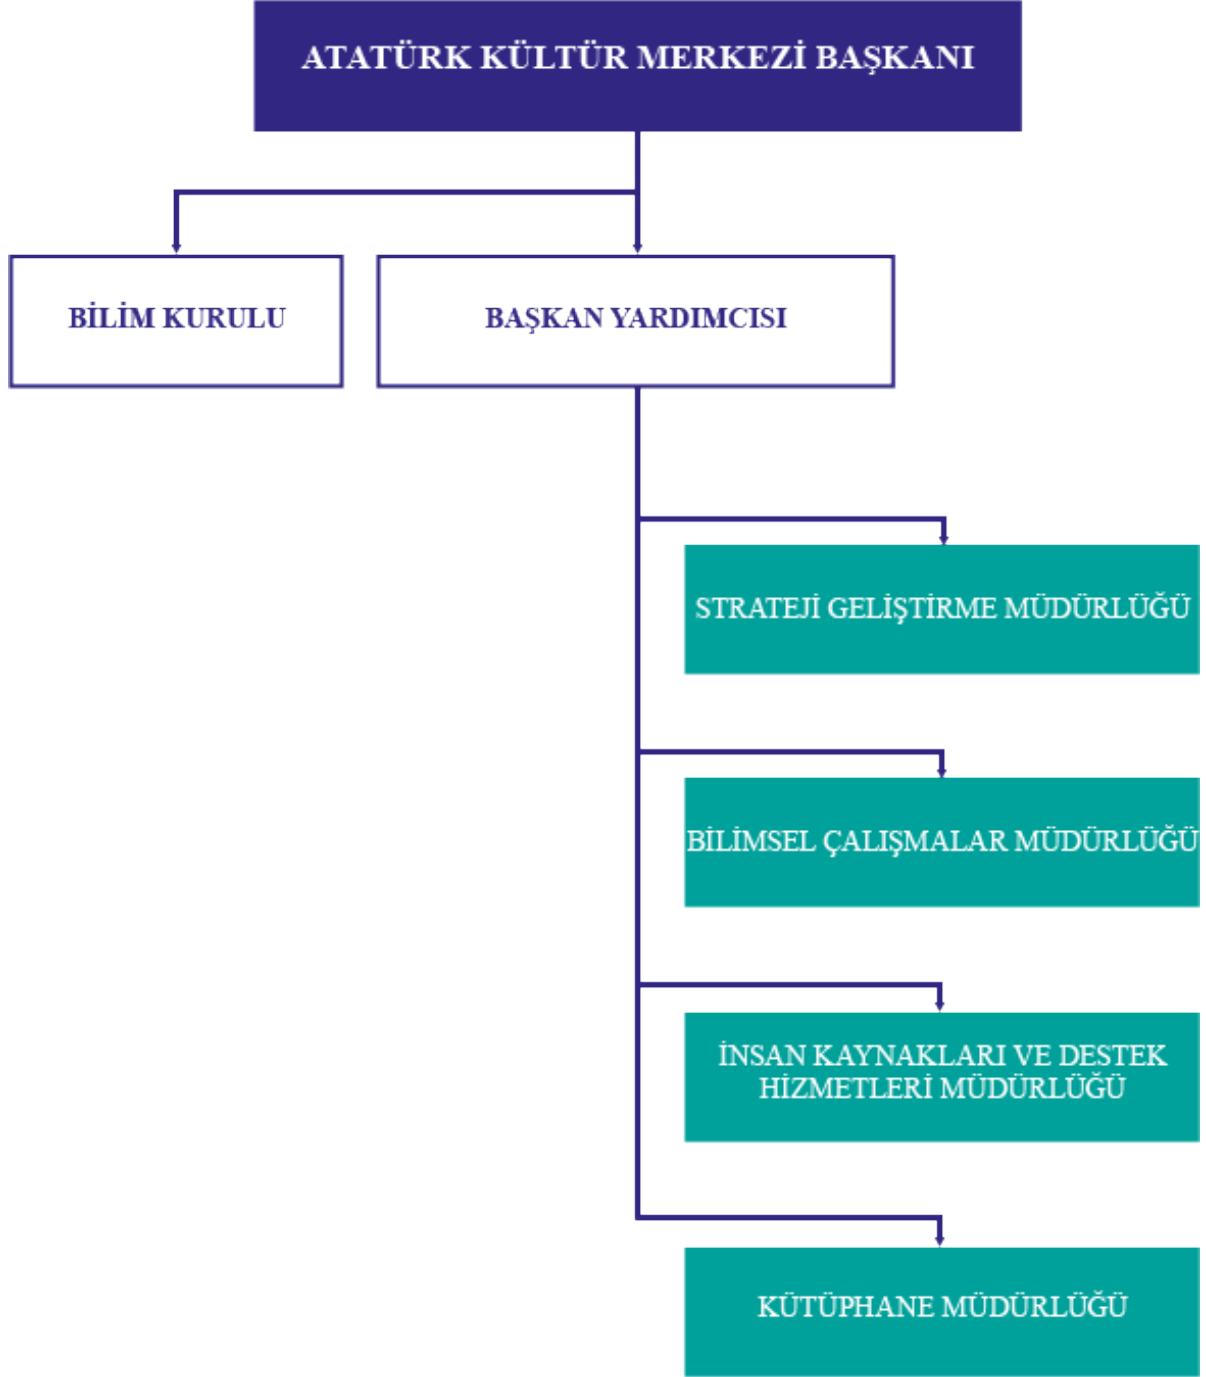 ATATÜRK KÜLTÜR MERKEZİ BAŞKANI
BİLİM KURULU
BAŞKAN YARDIMCISI
STRATEJİ GELİŞTİRME MÜDÜRLÜĞÜ
BİLİMSEL ÇALIŞMALAR MÜDÜRLÜĞÜ
İNSAN KAYNAKLARI VE DESTEK
HİZMETLERİ MÜDÜRLÜĞÜ
KÜTÜPHANE MÜDÜRLÜĞÜ